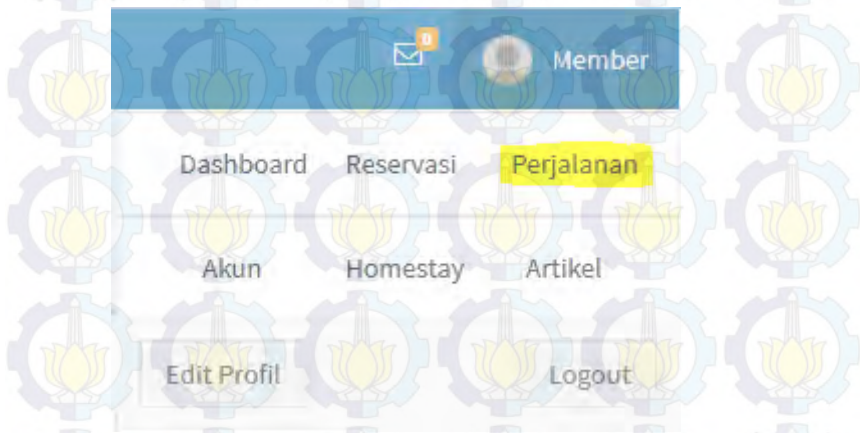 Member
Dashboard Reservasi Perjalanan
Akun Homestay Artikel
Edit Profil Logout